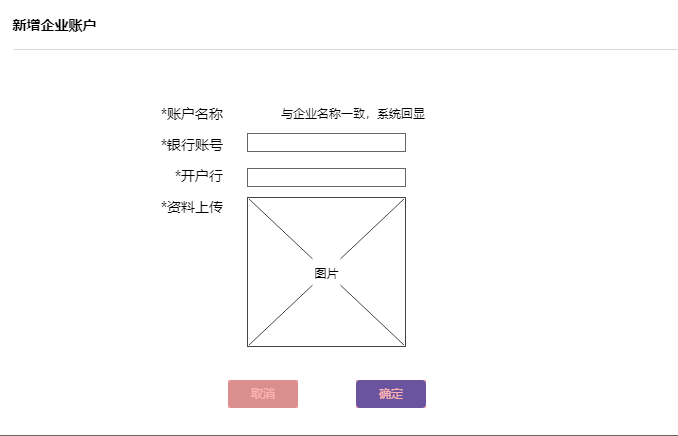 新增企业账户
*账户名称 与企业名称一致，系统回显
*银行账号
*开户行
*资料上传
图片
取消 确定